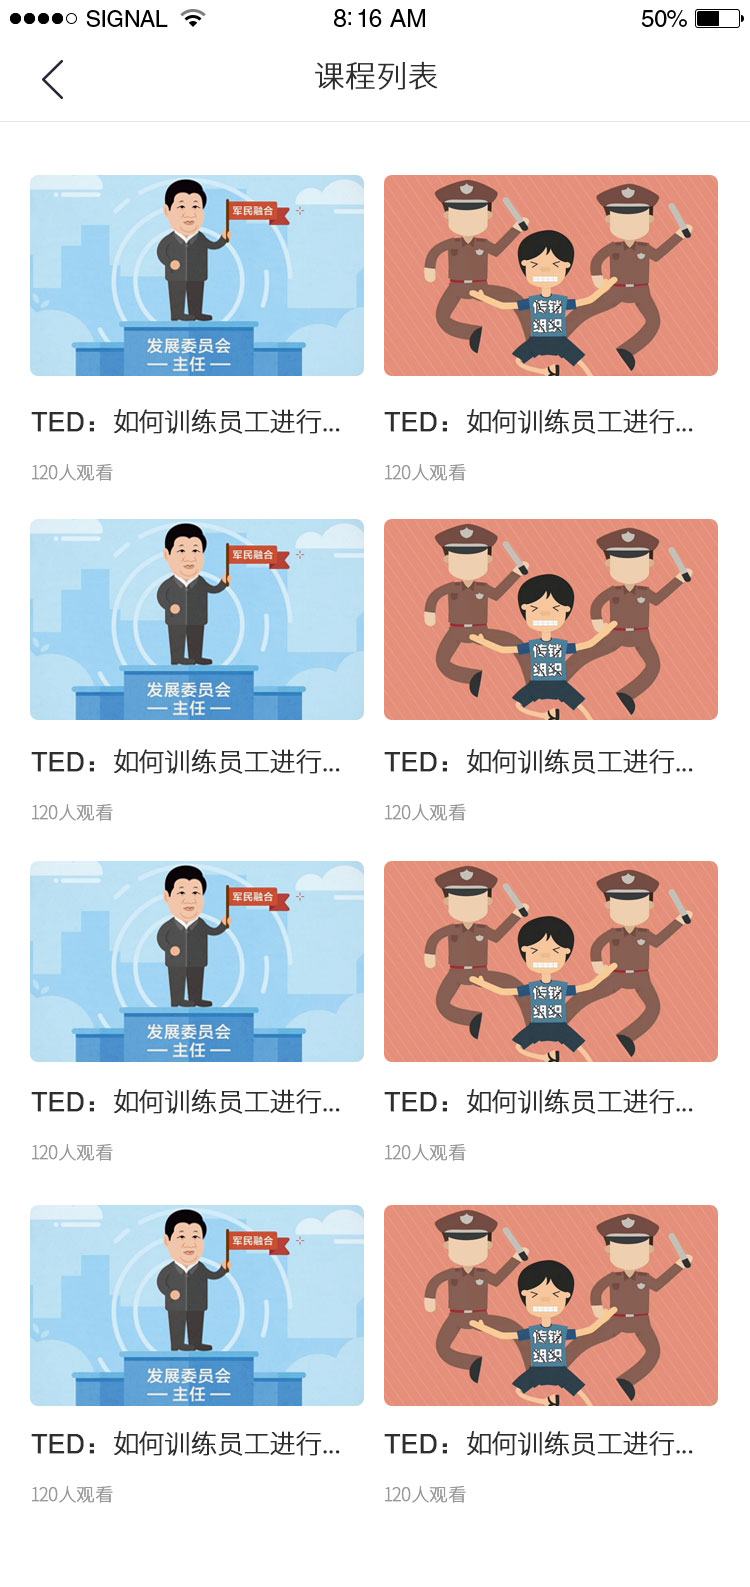 SIGNAL 8:16 AM 50%
课程列表
军民融合
发展委员会
主任
传销
组织
TED：如何训练员工进行... TED：如何训练员工进行...
120人观看 120人观看
军民融合
发展委员会
主任
传销
组织
TED：如何训练员工进行... TED：如何训练员工进行...
120人观看 120人观看
军民融合
发展委员会
主任
传销
组织
TED：如何训练员工进行... TED：如何训练员工进行...
120人观看 120人观看
军民融合
发展委员会
主任
传销
组织
TED：如何训练员工进行... TED：如何训练员工进行...
120人观看 120人观看